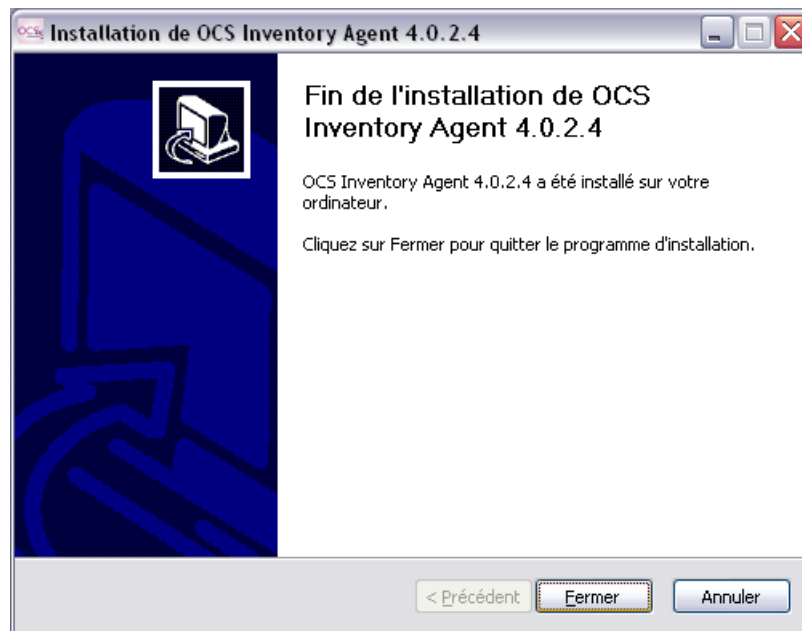 OCS
Installation de OCS Inventory Agent 4.0.2.4
Fin de l'installation de OCS
Inventory Agent 4.0.2.4
OCS Inventory Agent 4.0.2.4 a été installé sur votre
ordinateur.
Cliquez sur Fermer pour quitter le programme d'installation.
< Précédent
Fermer
Annuler